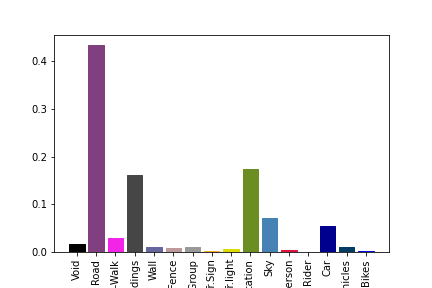 0.4
0.3
0.2
0.1
0.0
Void
Road
-Walk
dings
Wall
Fence
Group
r.Sign
r.light
ation
Sky
erson
Rider
Car
hicles
Bikes